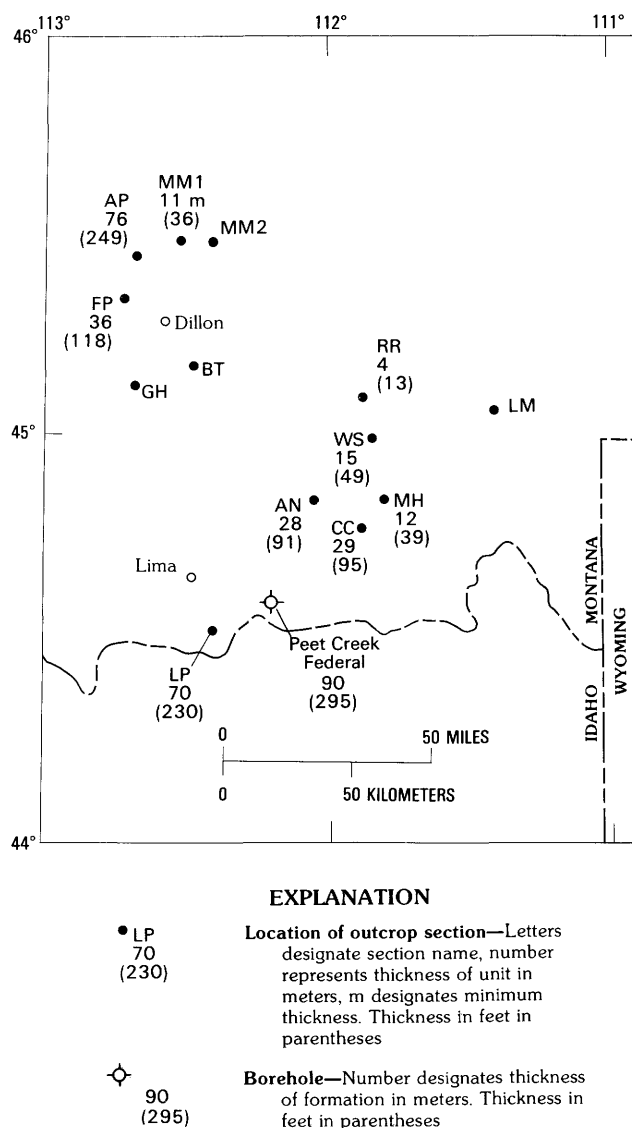 113° 112° 111°
46°
MM1
AP 11 m
76 (36)
(249) MM2
FP
36
(118)
Dillon
BT
GH
RR
4
(13)
LM
45°
WS
15
(49)
AN
28
(91)
CC
29
(95)
MH
12
(39)
Lima
Peet Creek
Federal
90
(295)
LP
70
(230)
MONTANA
WYOMING
IDAHO
0 50 MILES
0 50 KILOMETERS
44°
EXPLANATION
LP
70
(230)
Location of outcrop section—Letters
designate section name, number
represents thickness of unit in
meters, m designates minimum
thickness. Thickness in feet in
parentheses
90
(295)
Borehole—Number designates thickness
of formation in meters. Thickness in
feet in parentheses